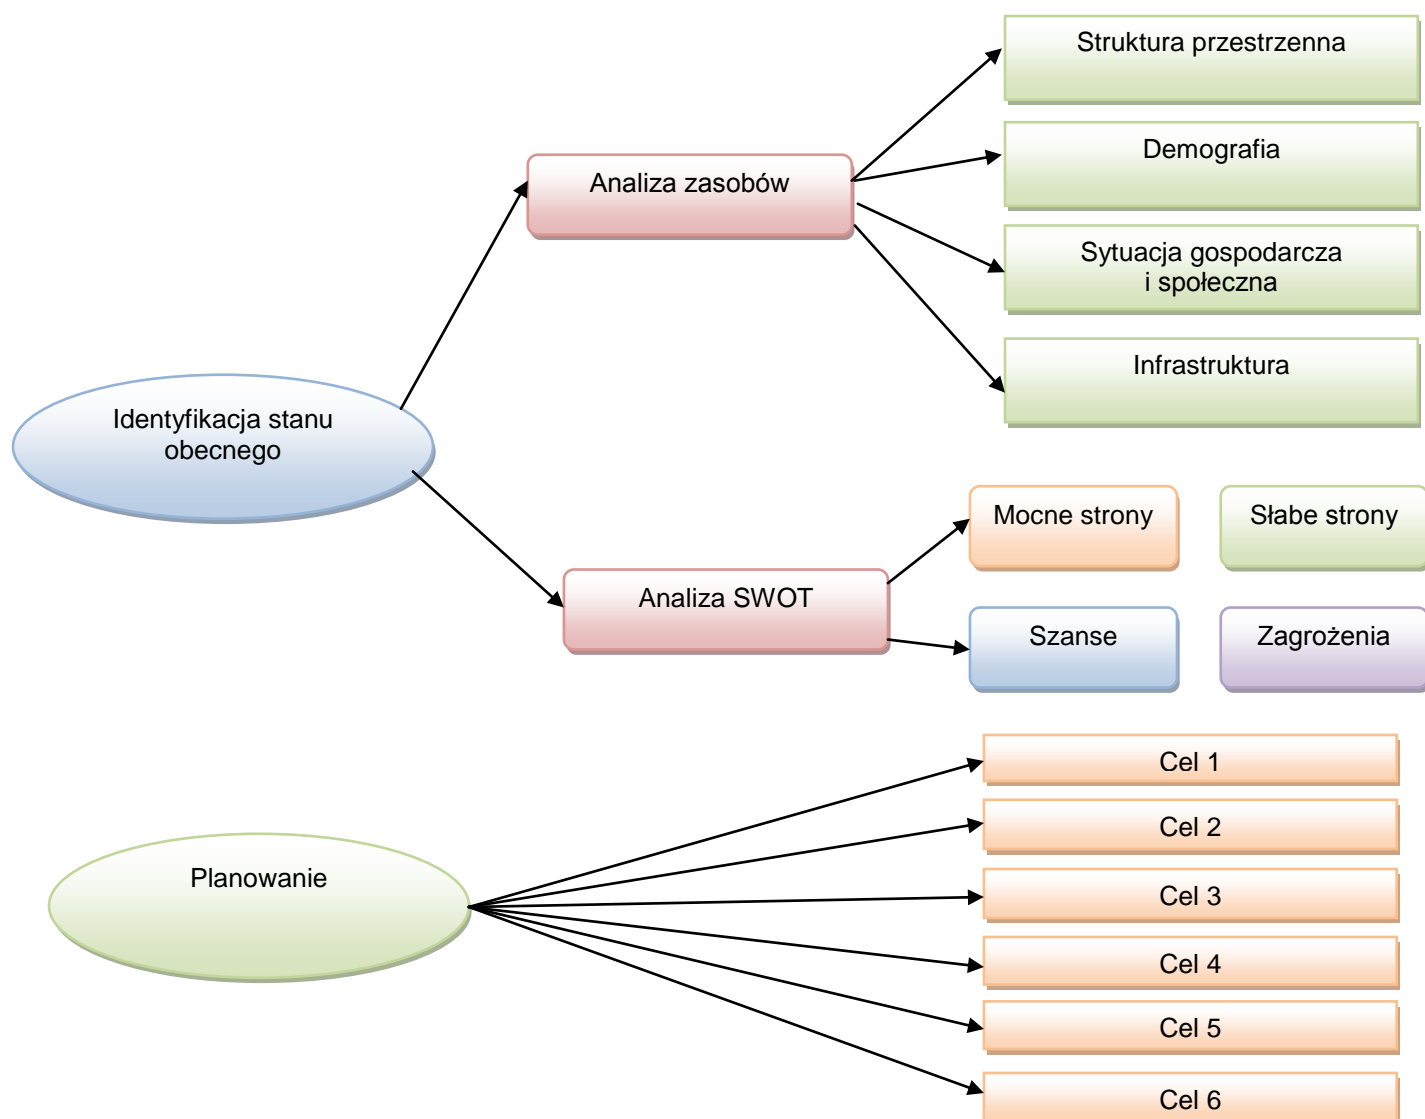 Struktura przestrzenna
Demografia
Analiza zasobów
Sytuacja gospodarcza
i społeczna
Infrastruktura
Identyfikacja stanu
obecnego
Mocne strony
Słabe strony
Analiza SWOT
Szanse
Zagrożenia
Cel 1
Cel 2
Planowanie
Cel 3
Cel 4
Cel 5
Cel 6